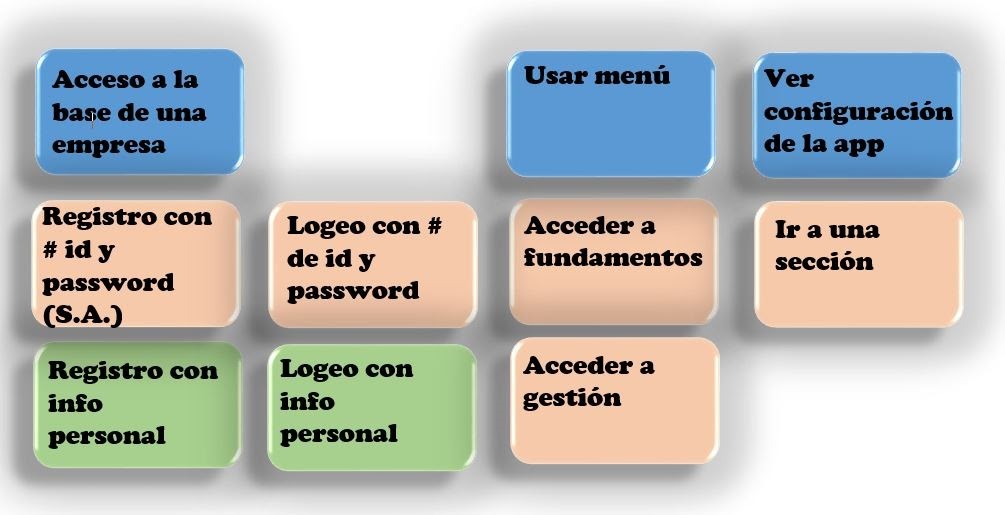 Acceso a la
base de una
empresa
Usar menú
Ver
configuración
de la app
Registro con
# id y
password
(S.A.)
Logeo con #
de id y
password
Acceder a
fundamentos
Ir a una
sección
Registro con
info
personal
Logeo con
info
personal
Acceder a
gestión